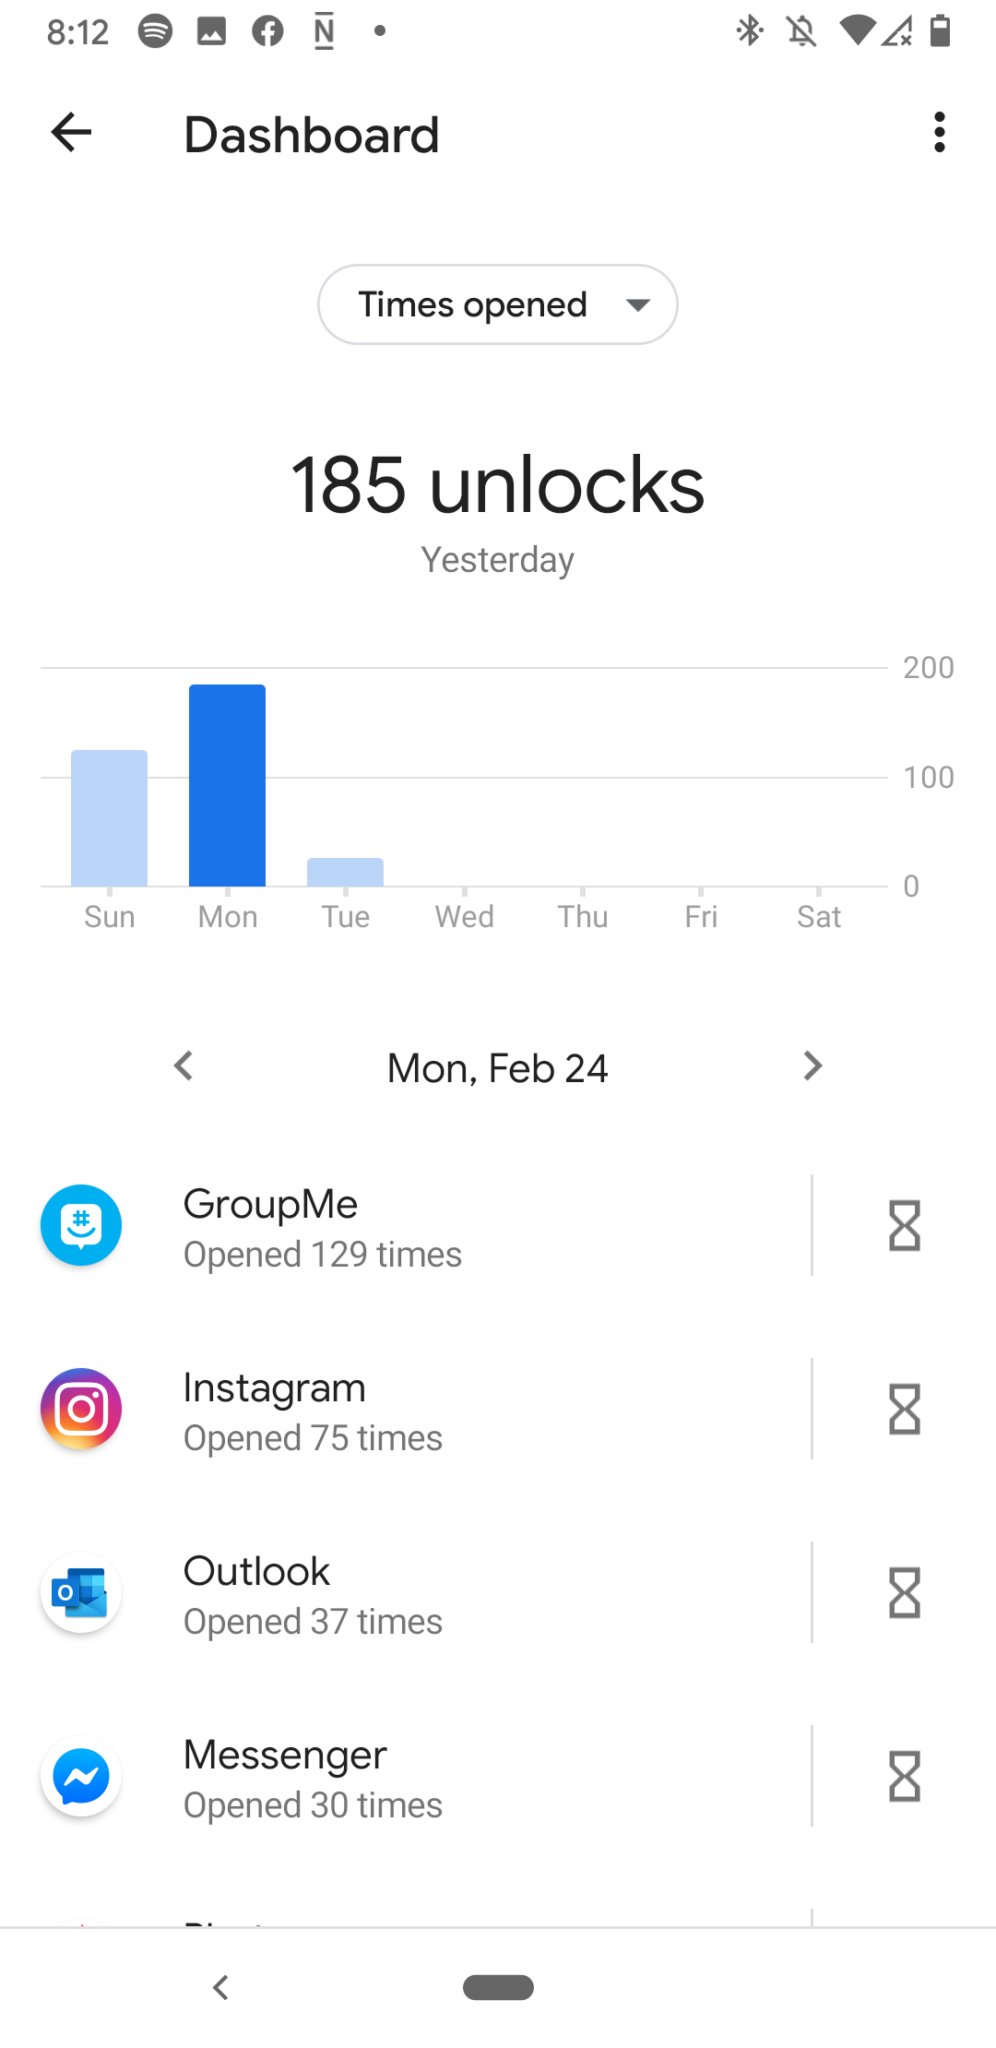 8:12 N
Dashboard
Times opened
185 unlocks
Yesterday
200
100
0
Sun Mon Tue Wed Thu Fri Sat
Mon, Feb 24
GroupMe
Opened 129 times
Instagram
Opened 75 times
Outlook
Opened 37 times
Messenger
Opened 30 times